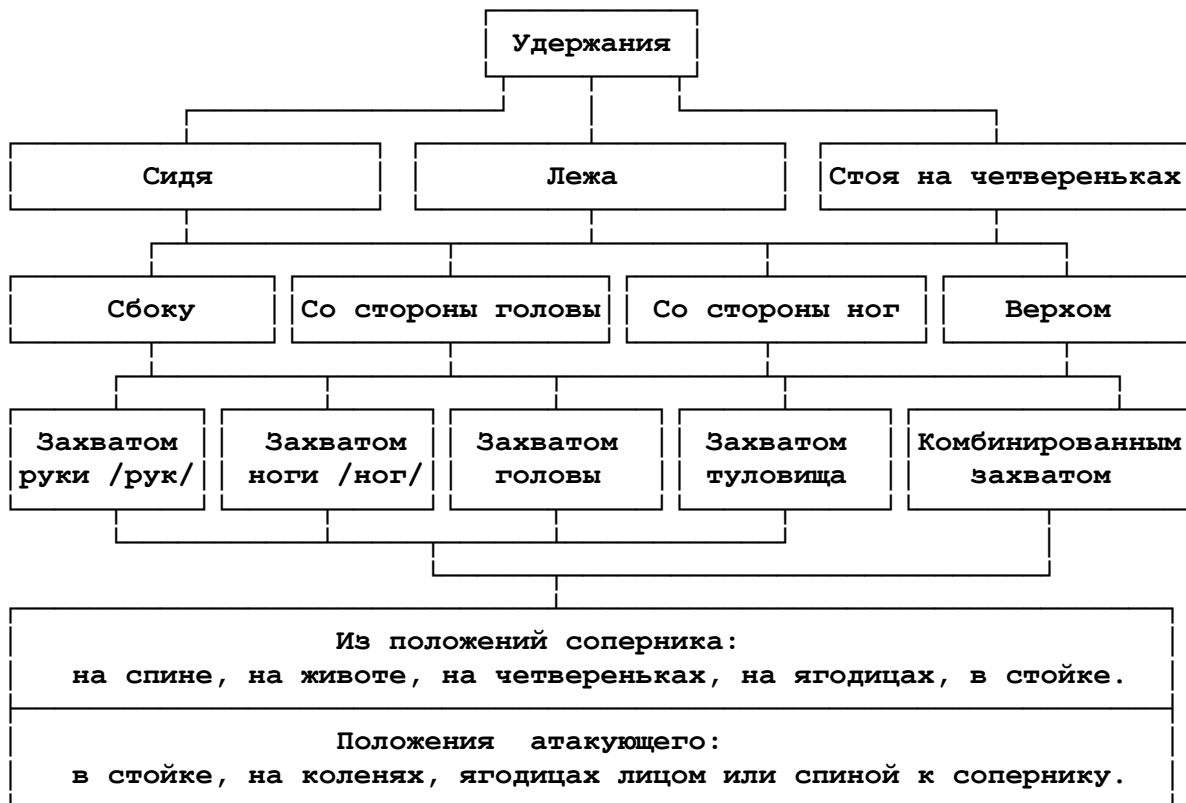 Удержания
Сидя
Лежа
Стоя на четвереньках
Сбоку
Со стороны головы
Со стороны ног
Верхом
Захватом
руки /рук/
Захватом
ноги /ног/
Захватом
головы
Захватом
туловища
Комбинированным
захватом
Из положений соперника:
на спине, на животе, на четвереньках, на ягодицах, в стойке.
Положения атакующего:
в стойке, на коленях, ягодицах лицом или спиной к сопернику.